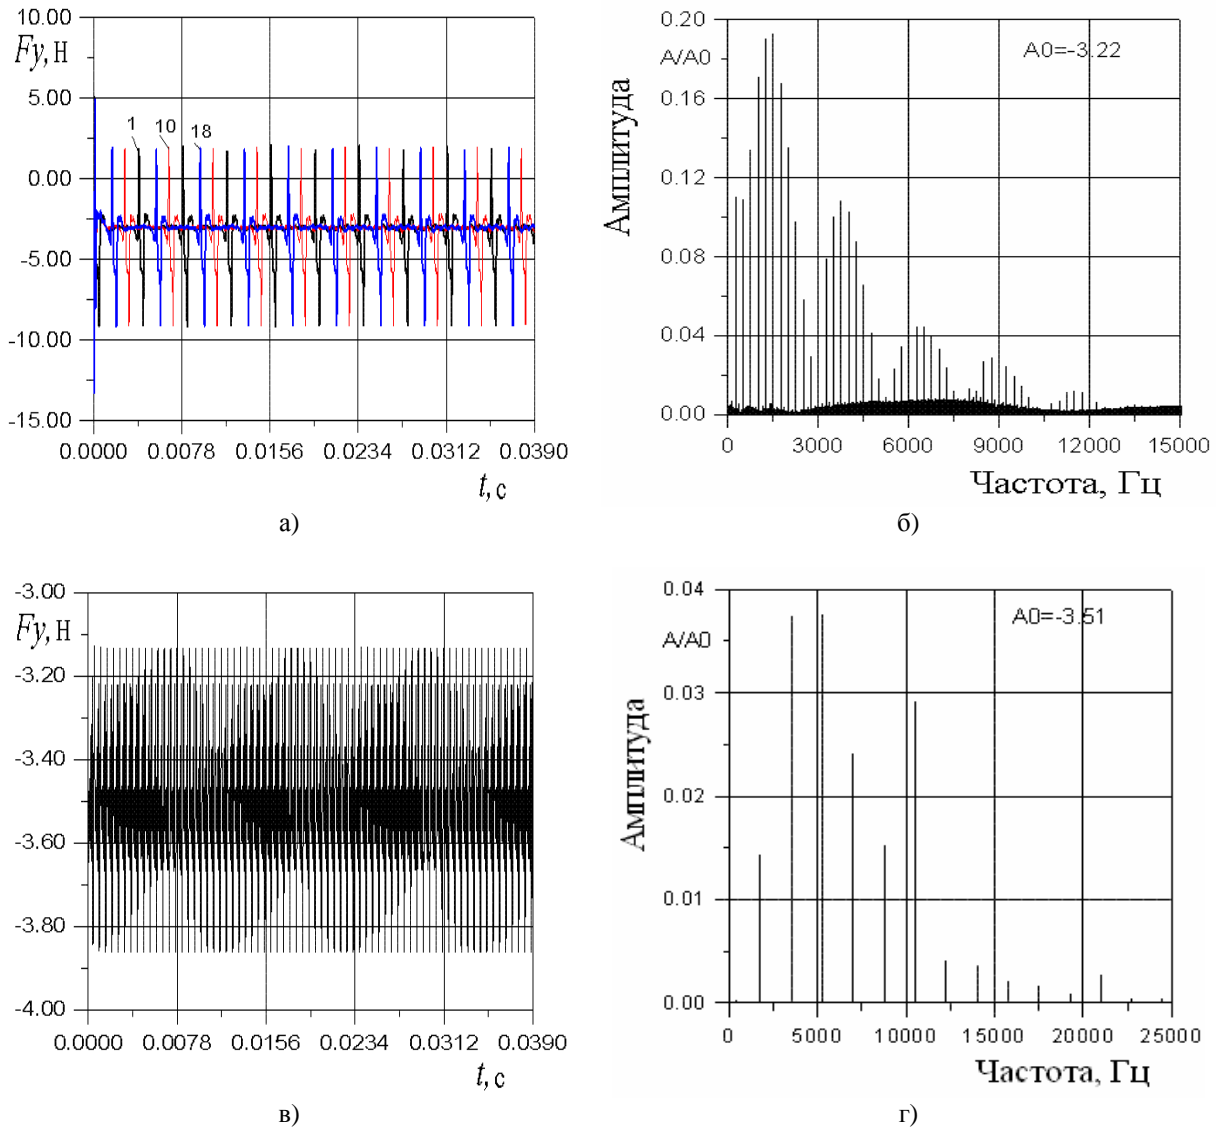 10.00
Fy, Н
5.00
0.00
-5.00
-10.00
-15.00
1
10
18
0.0000 0.0078 0.0156 0.0234 0.0312 0.0390
t, с
а)
0.20
A/A0
0.16
0.12
0.08
0.04
0.00
Амплитуда
A0=-3.22
0 3000 6000 9000 12000 15000
Частота, Гц
б)
-3.00
Fy, Н
-3.20
-3.40
-3.60
-3.80
-4.00
0.0000 0.0078 0.0156 0.0234 0.0312 0.0390
t, с
в)
0.04
A/A0
0.03
0.02
0.01
0.00
Амплитуда
A0=-3.51
0 5000 10000 15000 20000 25000
Частота, Гц
г)